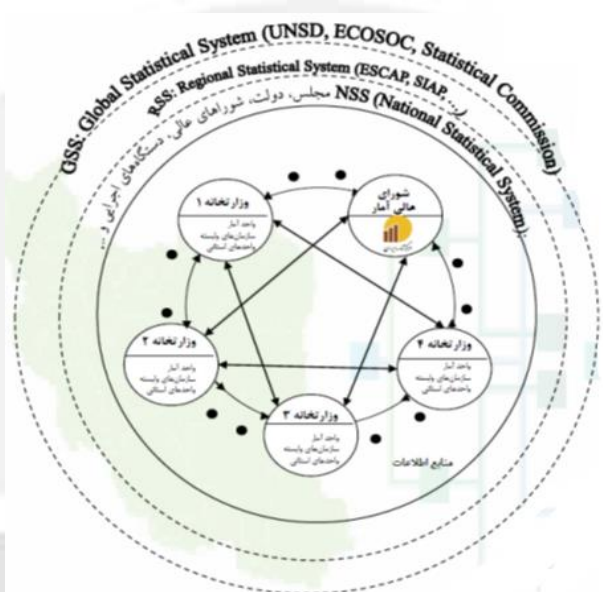 GSS: Global Statistical System (UNSD, ECOSOC, Statistical Commission)
RSS: Regional Statistical System (ESCAP, SIAP, ...)
NSS (National Statistical System): مجلس، دولت، شوراهای عالی، دستگاه‌های اجرایی و ...
شورای
عالی آمار
وزارتخانه ۱
واحد آمار
سازمان‌های وابسته
واحدهای استانی
وزارتخانه ۲
واحد آمار
سازمان‌های وابسته
واحدهای استانی
وزارتخانه ۴
واحد آمار
سازمان‌های وابسته
واحدهای استانی
وزارتخانه ۳
واحد آمار
سازمان‌های وابسته
واحدهای استانی
منابع اطلاعات